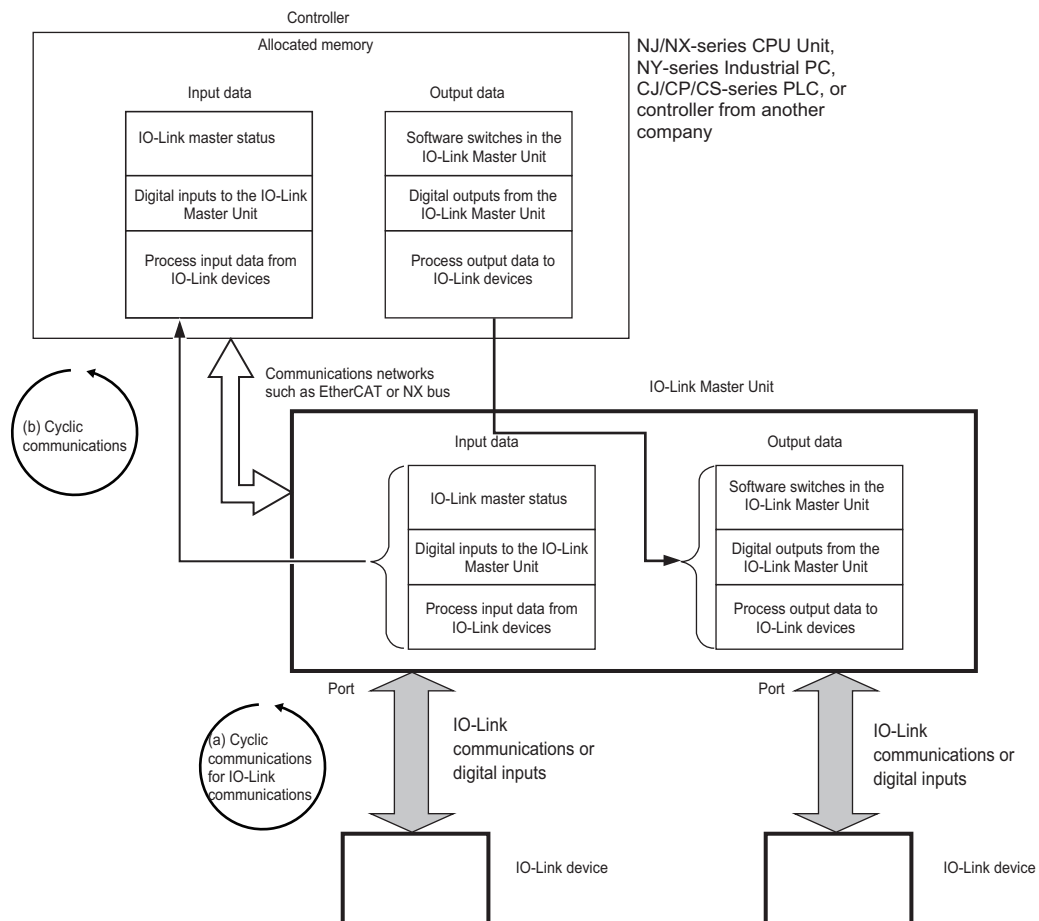 Controller
Allocated memory
NJ/NX-series CPU Unit,
NY-series Industrial PC,
CJ/CP/CS-series PLC, or
controller from another
company
Input data
Output data
IO-Link master status
Software switches in the
IO-Link Master Unit
Digital inputs to the IO-Link
Master Unit
Digital outputs from the
IO-Link Master Unit
Process input data from
IO-Link devices
Process output data to
IO-Link devices
Communications networks
such as EtherCAT or NX bus
(b) Cyclic
communications
IO-Link Master Unit
Input data
Output data
IO-Link master status
Software switches in the
IO-Link Master Unit
Digital inputs to the IO-Link
Master Unit
Digital outputs from the
IO-Link Master Unit
Process input data from
IO-Link devices
Process output data to
IO-Link devices
Port
Port
(a) Cyclic
communications
for IO-Link
communications
IO-Link
communications or
digital inputs
IO-Link
communications or
digital inputs
IO-Link device
IO-Link device